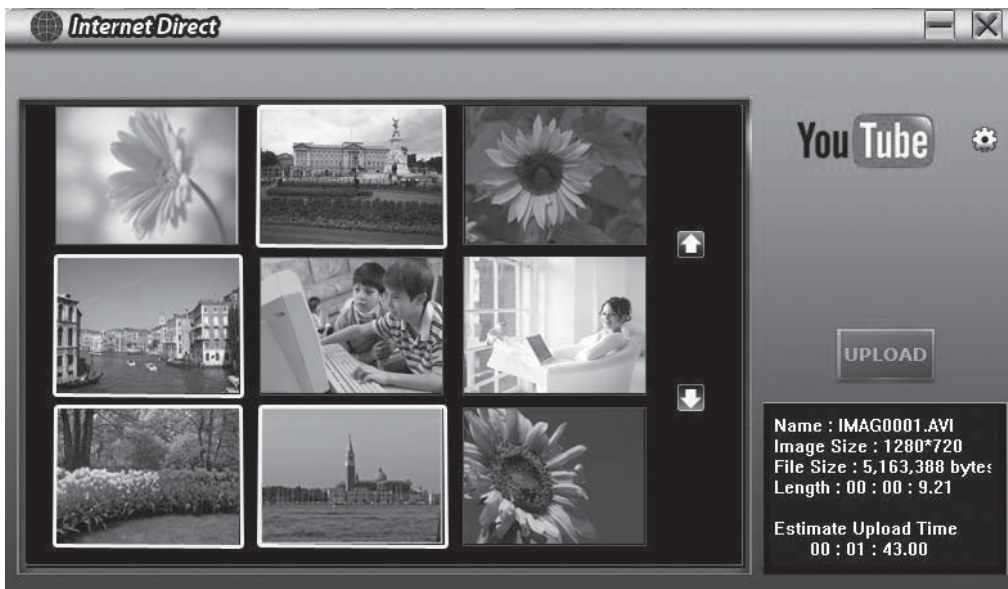 Internet Direct
You Tube
UPLOAD
Name : IMAG0001.AVI
Image Size : 1280*720
File Size : 5,163,388 bytes
Length : 00 : 00 : 9.21
Estimate Upload Time
00 : 01 : 43.00